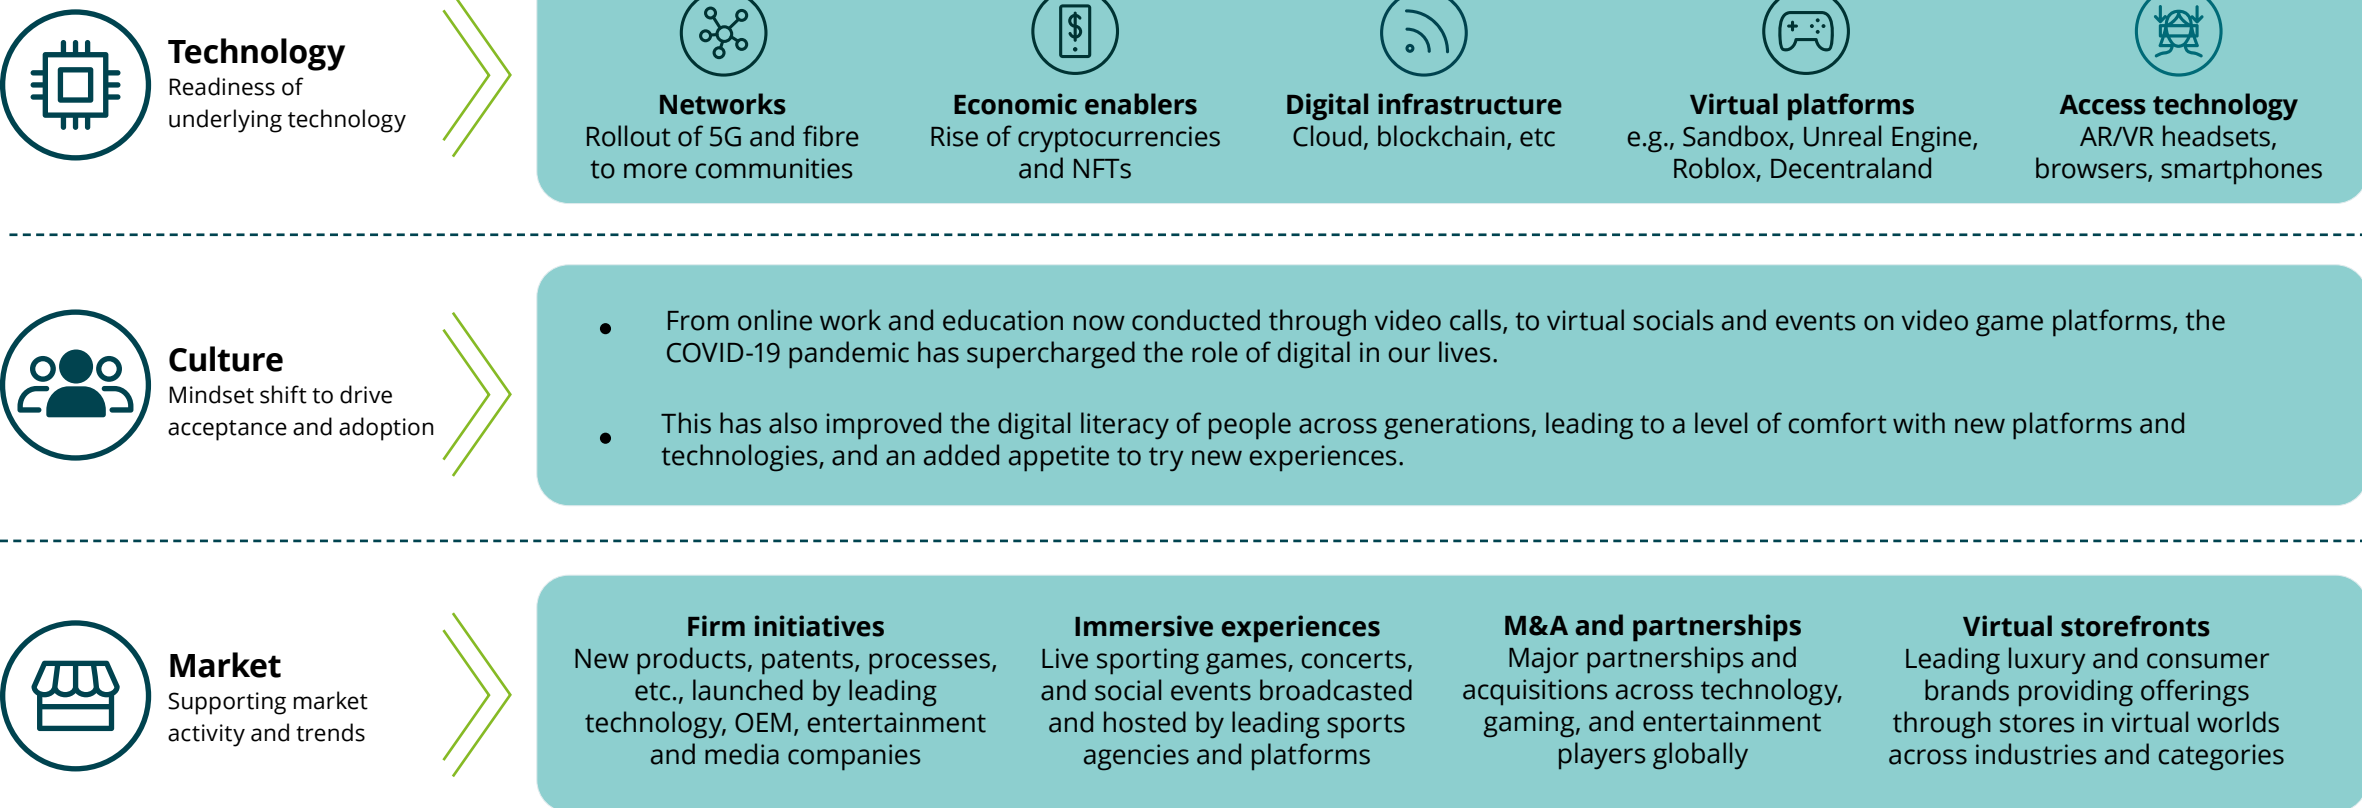 Technology
Readiness of
underlying technology
$
Networks
Rollout of 5G and fibre
to more communities
Economic enablers
Rise of cryptocurrencies
and NFTs
Digital infrastructure
Cloud, blockchain, etc
Virtual platforms
e.g., Sandbox, Unreal Engine,
Roblox, Decentraland
Access technology
AR/VR headsets,
browsers, smartphones
Culture
Mindset shift to drive
acceptance and adoption
• From online work and education now conducted through video calls, to virtual socials and events on video game platforms, the
COVID-19 pandemic has supercharged the role of digital in our lives.
• This has also improved the digital literacy of people across generations, leading to a level of comfort with new platforms and
technologies, and an added appetite to try new experiences.
Market
Supporting market
activity and trends
Firm initiatives
New products, patents, processes,
etc., launched by leading
technology, OEM, entertainment
and media companies
Immersive experiences
Live sporting games, concerts,
and social events broadcasted
and hosted by leading sports
agencies and platforms
M&A and partnerships
Major partnerships and
acquisitions across technology,
gaming, and entertainment
players globally
Virtual storefronts
Leading luxury and consumer
brands providing offerings
through stores in virtual worlds
across industries and categories